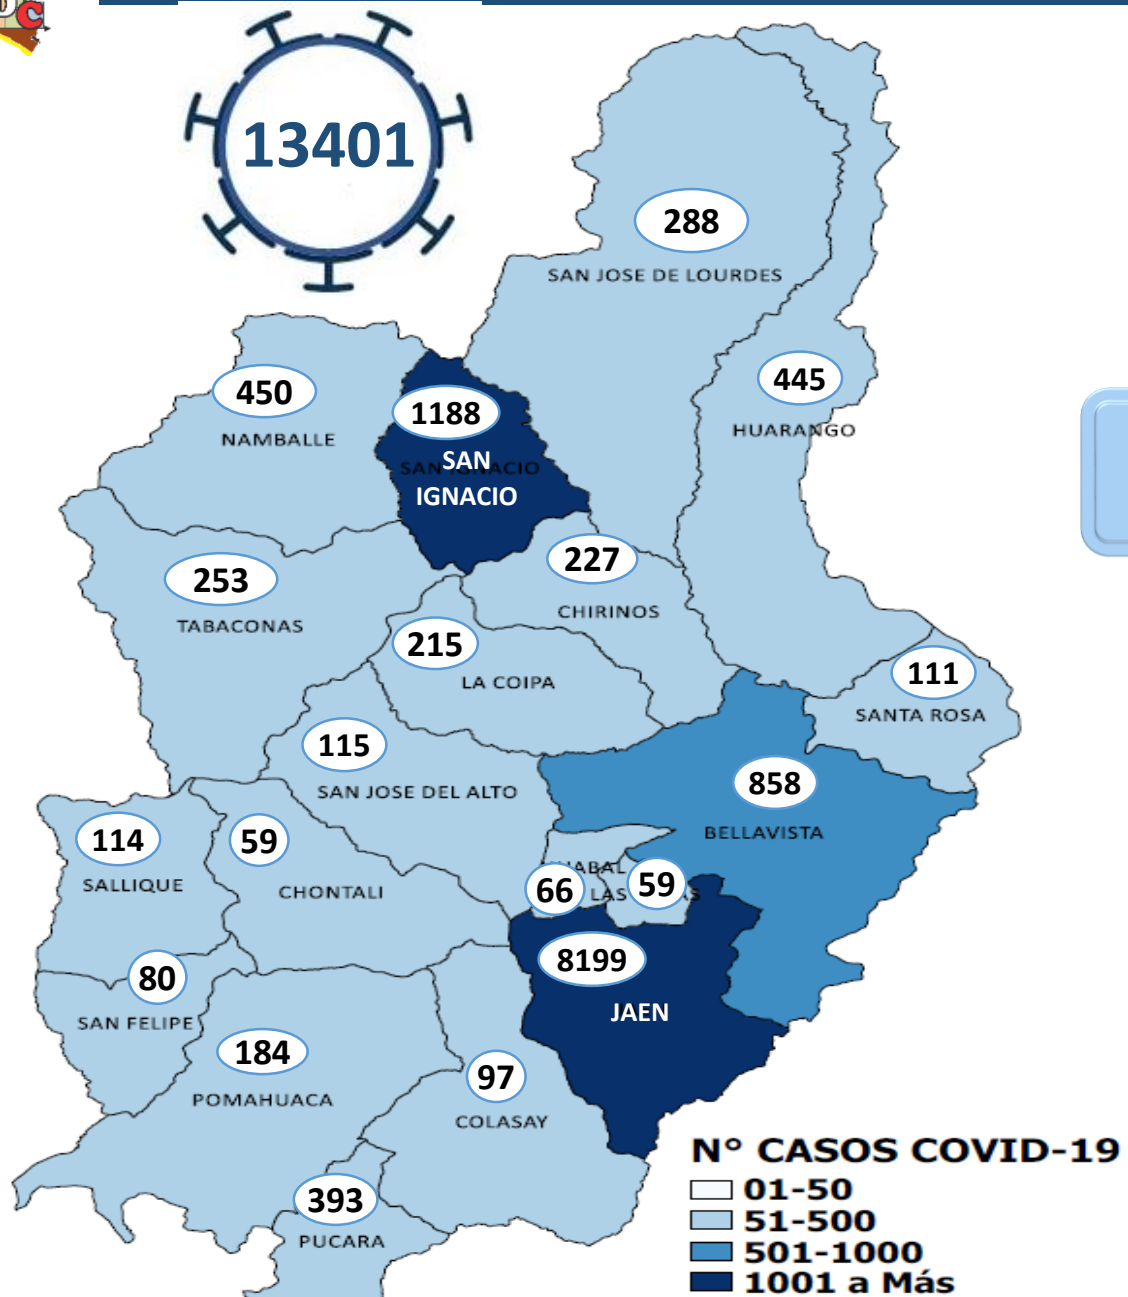 C
13401
288
SAN JOSE DE LOURDES
445
HUARANGO
450
NAMBALLE
1188
SAN IGNACIO
SAN
IGNACIO
253
TABACONAS
227
CHIRINOS
215
LA COIPA
111
SANTA ROSA
115
SAN JOSE DEL ALTO
858
BELLAVISTA
114
SALLIQUE
59
CHONTALI
66
59
LAS
8199
JAEN
80
SAN FELIPE
184
POMAHUACA
97
COLASAY
393
PUCARA
N° CASOS COVID-19
01-50
51-500
501-1000
1001 a Más